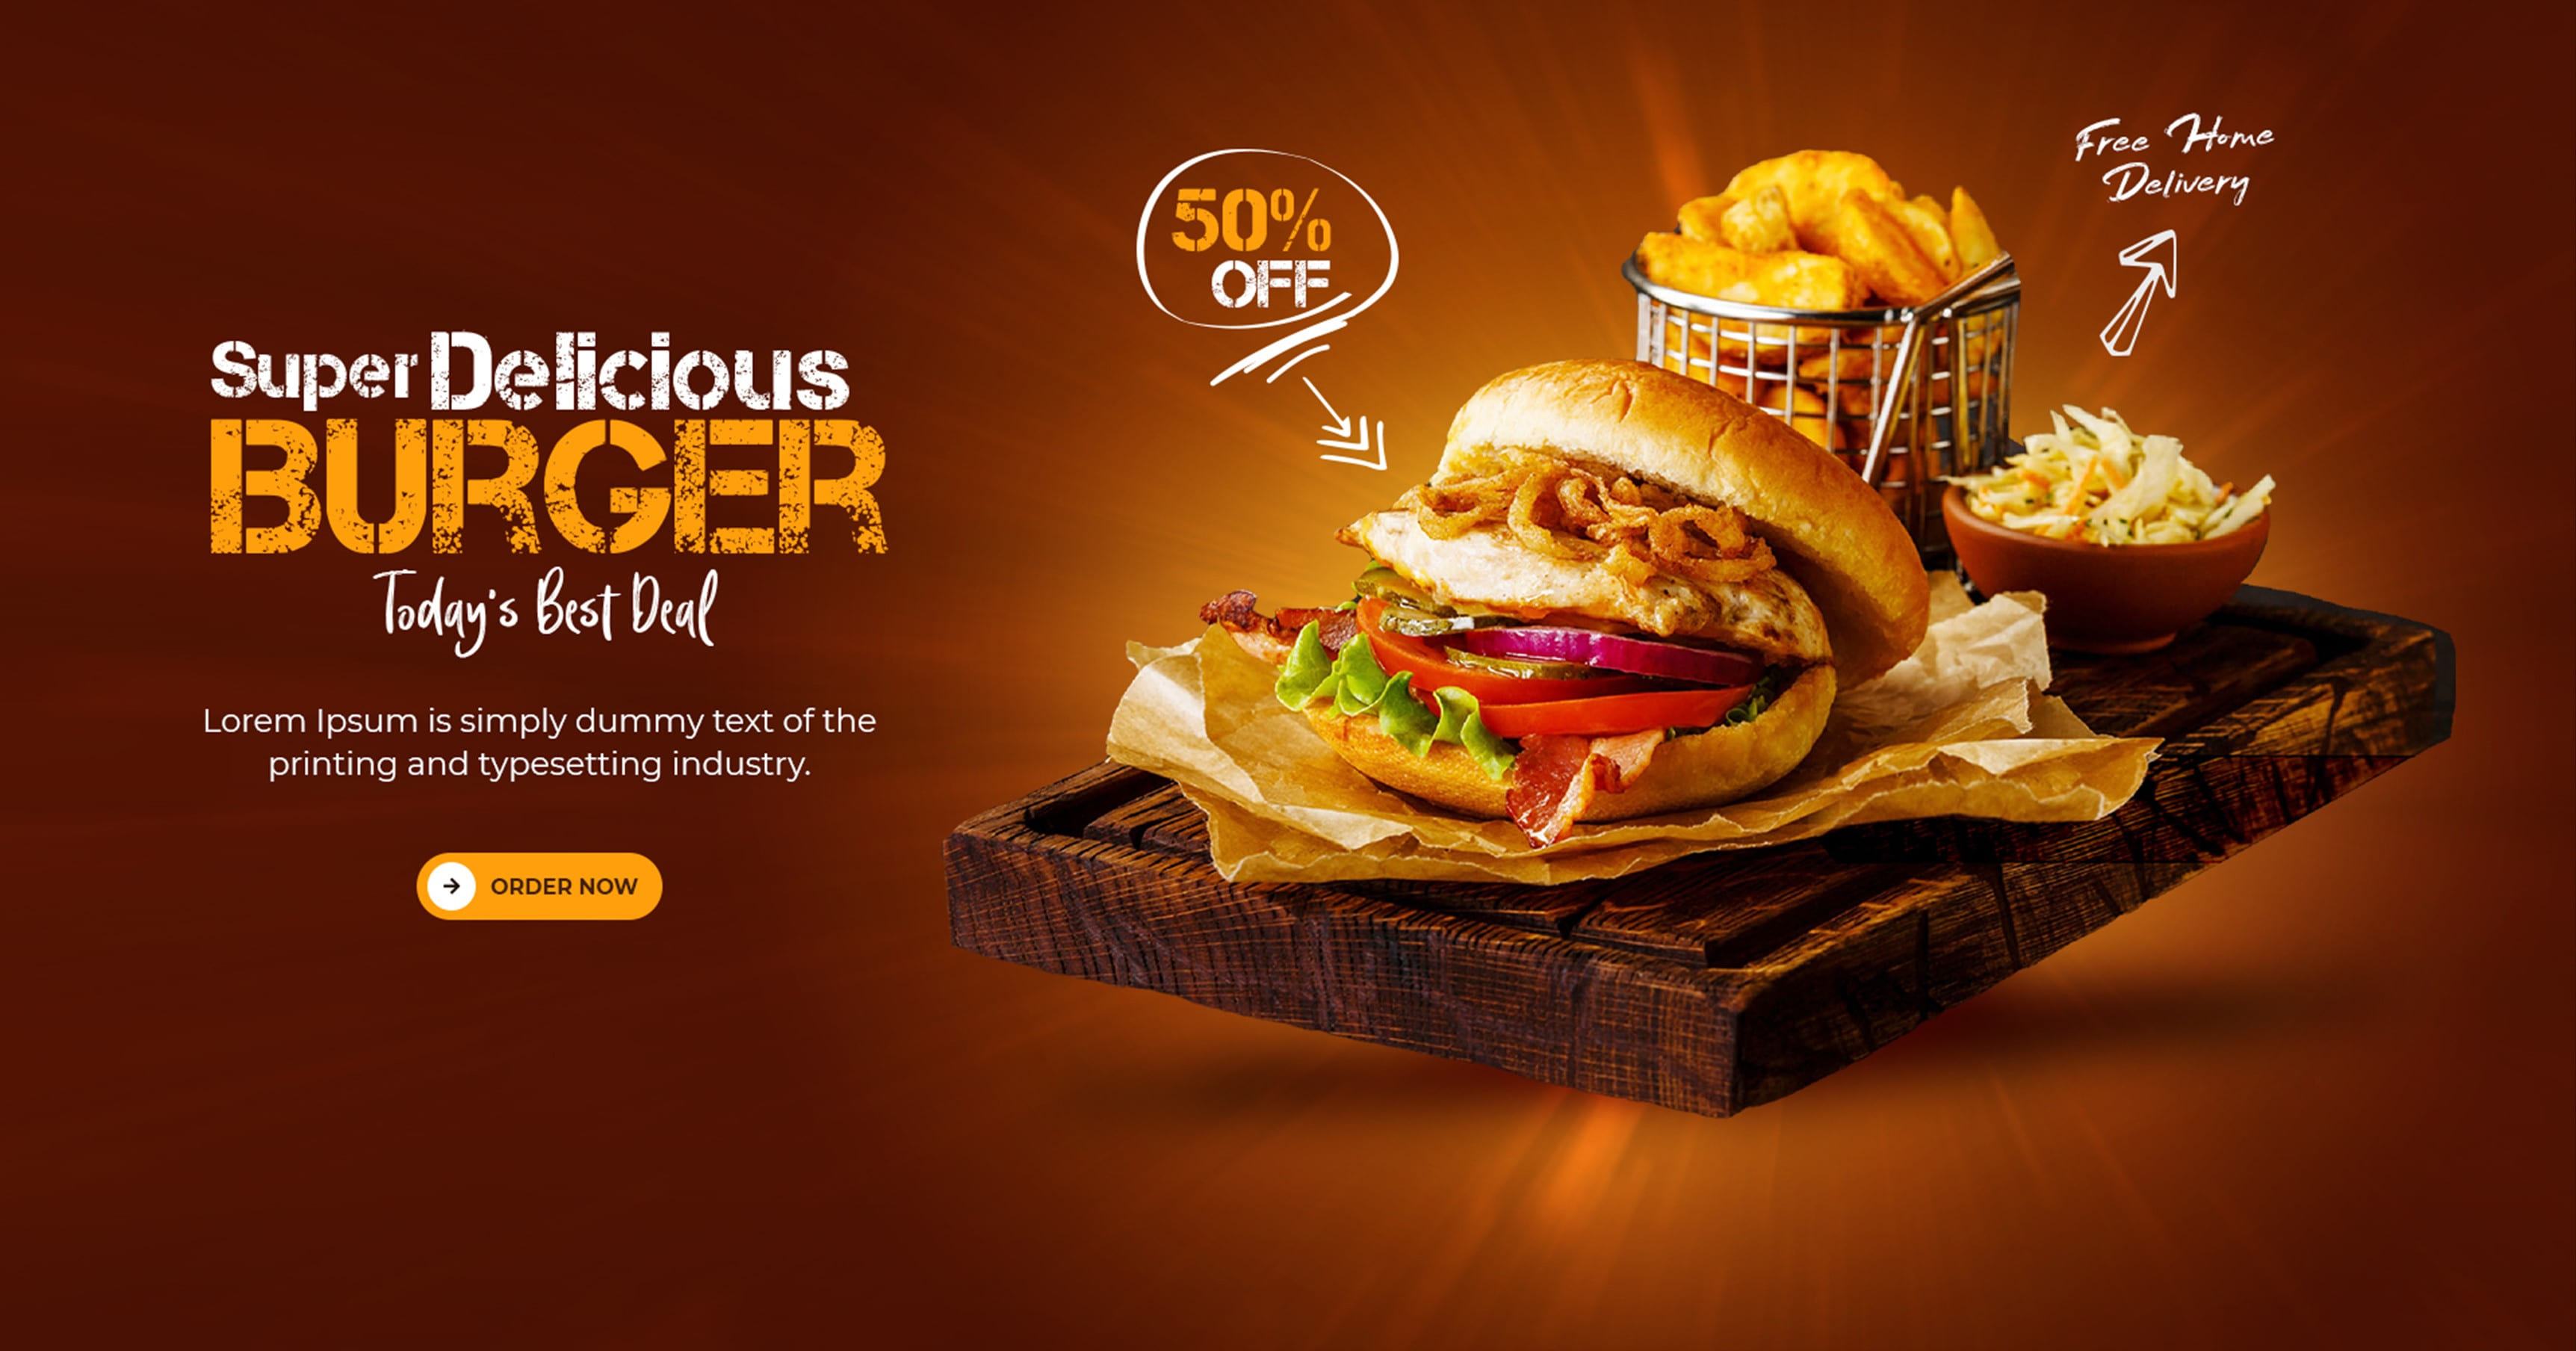 Super Delicious
BURGER
Today's Best Deal
Lorem Ipsum is simply dummy text of the
printing and typesetting industry.
ORDER NOW
50%
OFF
Free Home
Delivery